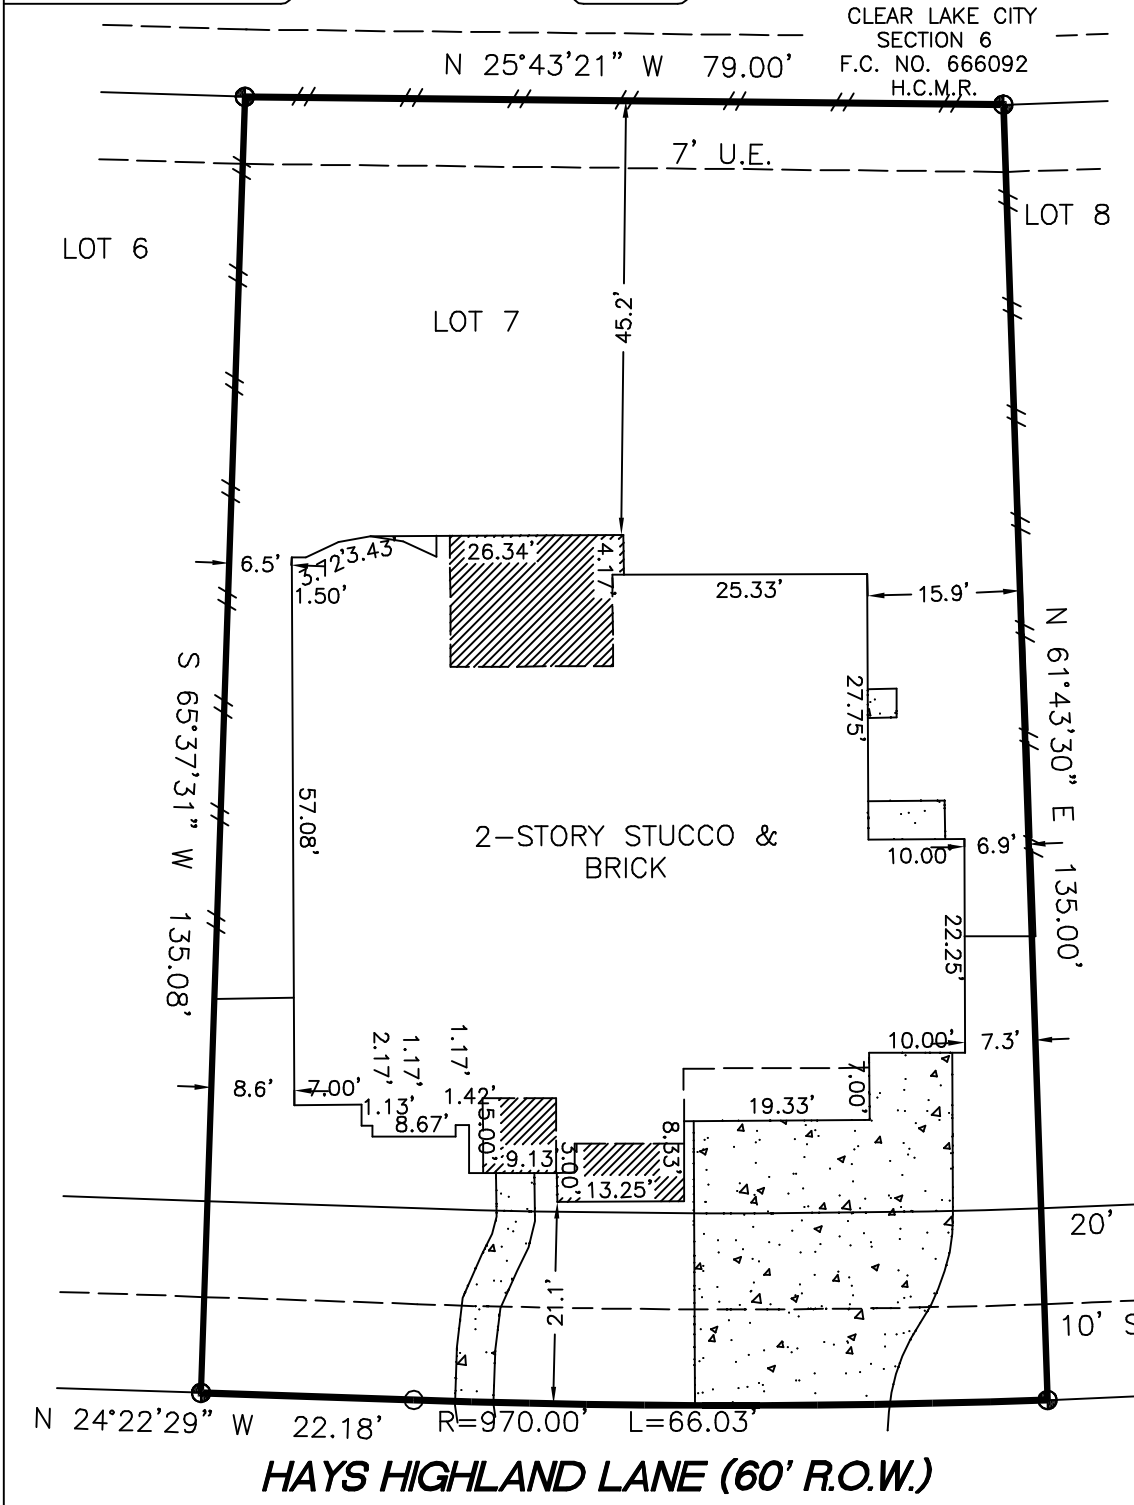 CLEAR LAKE CITY
SECTION 6
F.C. NO. 666092
H.C.M.R.
N 25°43'21" W 79.00'
7' U.E.
LOT 6
LOT 7
LOT 8
45.2'
6.5'
3.72'
3.43'
1.50'
26.34'
4.17'
25.33'
15.9'
27.75'
S 65°37'31" W 135.08'
N 61°43'30" E 135.00'
57.08'
2-STORY STUCCO &
BRICK
10.00'
6.9'
22.25'
10.00'
7.3'
8.6'
7.00'
2.17'
1.17'
1.17'
1.13'
8.67'
1.42'
5.00'
9.13'
3.00'
13.25'
8.33'
19.33'
7.00'
20'
21.1'
10' S
N 24°22'29" W 22.18'
R=970.00' L=66.03'
HAYS HIGHLAND LANE (60' R.O.W.)